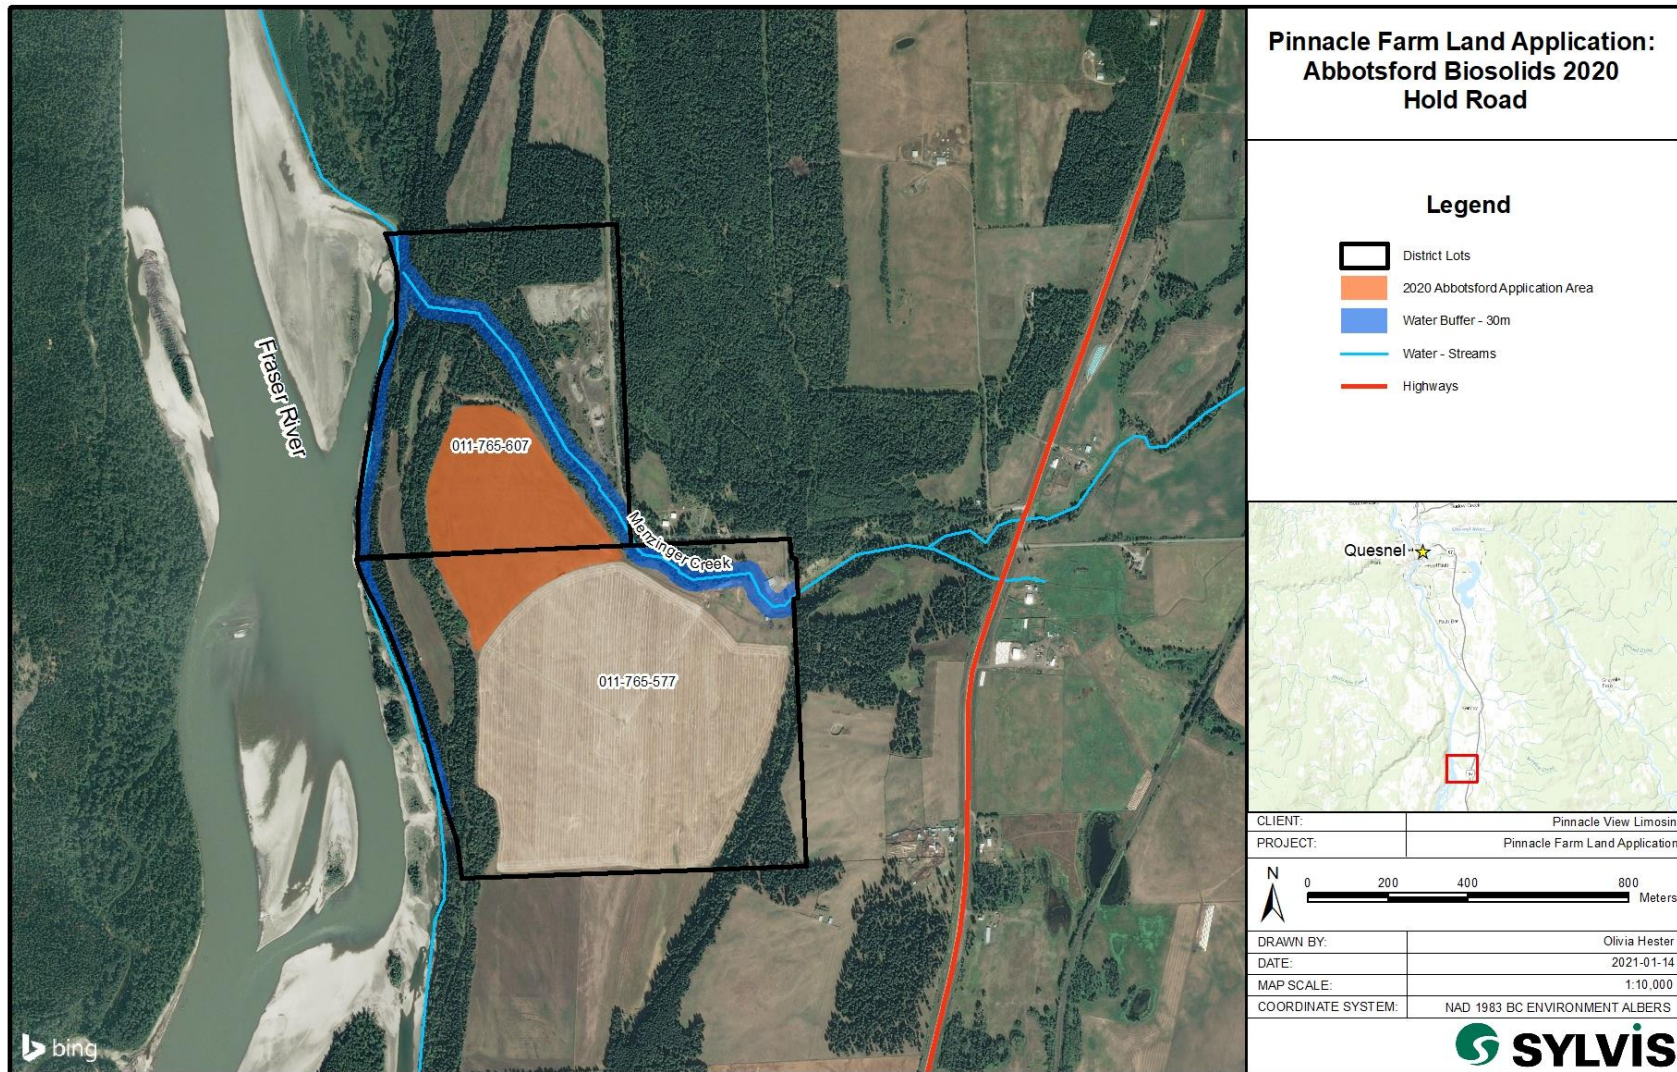 Pinnacle Farm Land Application:
Abbotsford Biosolids 2020
Hold Road
Legend
District Lots
2020 Abbotsford Application Area
Water Buffer - 30m
Water - Streams
Highways
Fraser River
011-765-607
Menzinger Creek
011-765-577
Quesnel
CLIENT: Pinnacle View Limosin
PROJECT: Pinnacle Farm Land Application
N
0 200 400 800
Meters
DRAWN BY: Olivia Hester
DATE: 2021-01-14
MAP SCALE: 1:10,000
COORDINATE SYSTEM: NAD 1983 BC ENVIRONMENT ALBERS
bing
SYLVIS